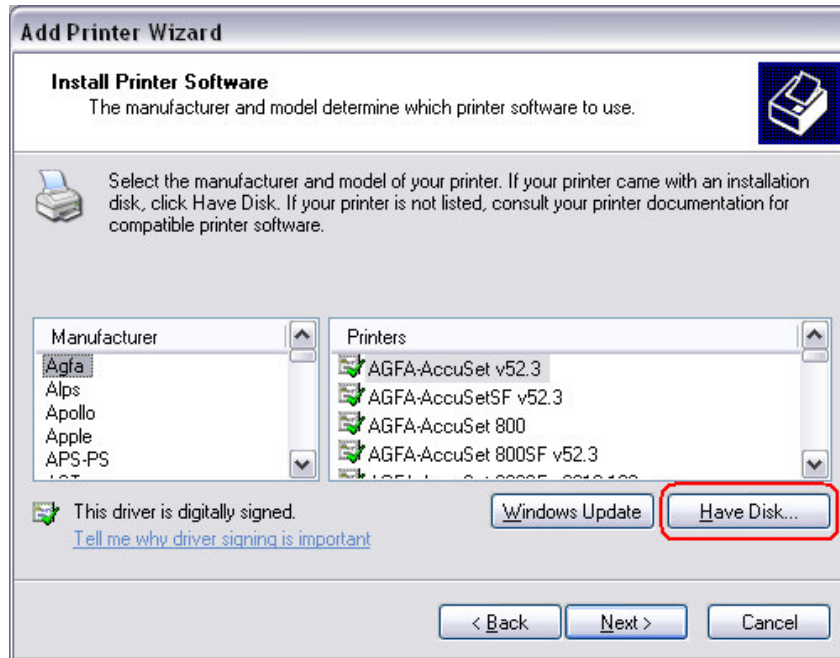 Add Printer Wizard
Install Printer Software
The manufacturer and model determine which printer software to use.
Select the manufacturer and model of your printer. If your printer came with an installation
disk, click Have Disk. If your printer is not listed, consult your printer documentation for
compatible printer software.
Manufacturer
Agfa
Alps
Apollo
Apple
APS-PS
Printers
AGFA-AccuSet v52.3
AGFA-AccuSetSF v52.3
AGFA-AccuSet 800
AGFA-AccuSet 800SF v52.3
This driver is digitally signed.
Tell me why driver signing is important
Windows Update
Have Disk...
< Back
Next >
Cancel